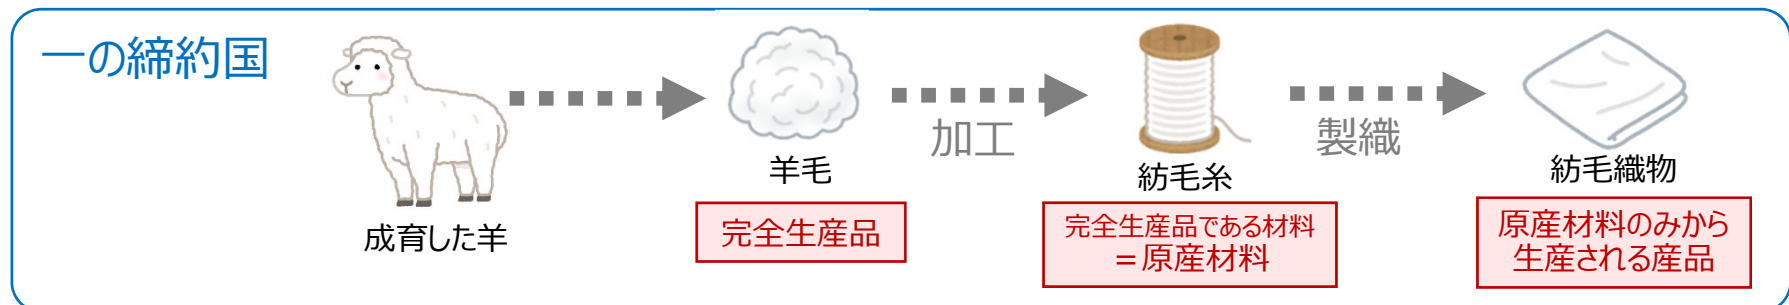 一の締約国
成育した羊
羊毛
完全生産品
加工
紡毛糸
完全生産品である材料
=原産材料
製織
紡毛織物
原産材料のみから
生産される産品